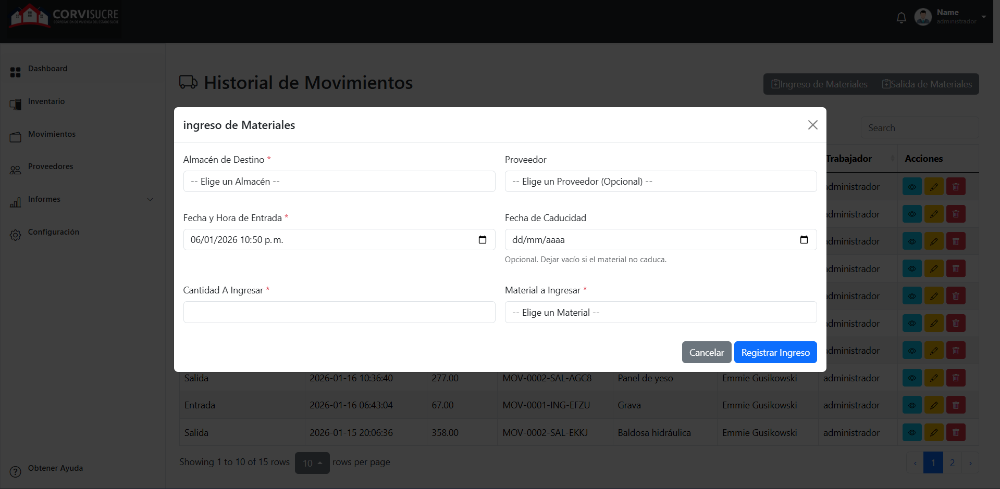 CORVISUCRE
CORPORACIÓN DE VIVIENDA DEL ESTADO SUCRE
Name
administrador
Dashboard
Inventario
Movimientos
Proveedores
Informes
Configuración
Obtener Ayuda
Historial de Movimientos
Ingreso de Materiales
Salida de Materiales
Search
ingreso de Materiales
Almacén de Destino *
Proveedor
-- Elige un Almacén --
-- Elige un Proveedor (Opcional) --
Fecha y Hora de Entrada *
Fecha de Caducidad
06/01/2026 10:50 p. m.
dd/mm/aaaa
Opcional. Dejar vacío si el material no caduca.
Cantidad A Ingresar *
Material a Ingresar *
-- Elige un Material --
Cancelar
Registrar Ingreso
Trabajador Acciones
administrador
administrador
administrador
administrador
administrador
administrador
administrador
Salida 2026-01-16 10:36:40 277.00 MOV-0002-SAL-AGC8 Panel de yeso Emmie Gusikowski administrador
Entrada 2026-01-16 06:43:04 67.00 MOV-0001-ING-EFZU Grava Emmie Gusikowski administrador
Salida 2026-01-15 20:06:36 358.00 MOV-0002-SAL-EKKJ Baldosa hidráulica Emmie Gusikowski administrador
Showing 1 to 10 of 15 rows 10 rows per page
‹ 1 2 ›